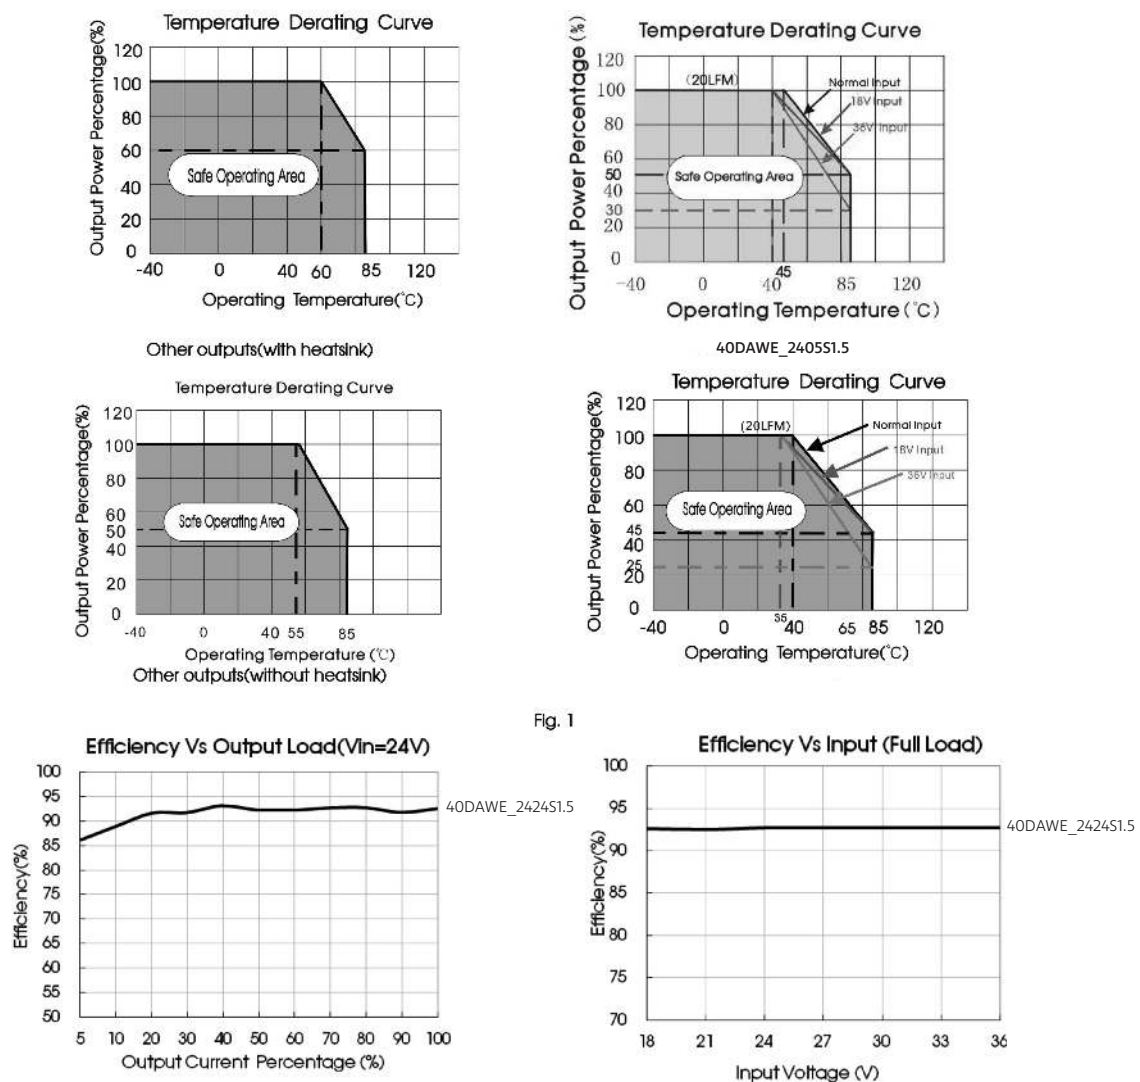 Temperature Derating Curve
Output Power Percentage(%)
120
100
80
60
40
20
0
Safe Operating Area
-40 0 40 60 85 120
Operating Temperature(°C)
Other outputs(with heatsink)
Temperature Derating Curve
Output Power Percentage (%)
120
100
80
60
50
40
30
20
0
(20LFM)
Normal Input
18V Input
36V Input
Safe Operating Area
-40 0 40 45 85 120
Operating Temperature (°C)
40DAWE_2405S1.5
Temperature Derating Curve
Output Power Percentage(%)
120
100
80
60
50
40
20
0
Safe Operating Area
-40 0 40 55 85
Operating Temperature (°C)
Other outputs(without heatsink)
Temperature Derating Curve
Output Power Percentage(%)
120
100
80
60
45
40
25
20
0
(20LFM)
Normal Input
18V Input
36V Input
Safe Operating Area
-40 0 35 40 65 85 120
Operating Temperature(°C)
Fig. 1
Efficiency Vs Output Load(Vin=24V)
Efficiency(%)
100
95
90
85
80
75
70
65
60
55
50
40DAWE_2424S1.5
5 10 20 30 40 50 60 70 80 90 100
Output Current Percentage (%)
Efficiency Vs Input (Full Load)
Efficiency(%)
100
95
90
85
80
75
70
40DAWE_2424S1.5
18 21 24 27 30 33 36
Input Voltage (V)